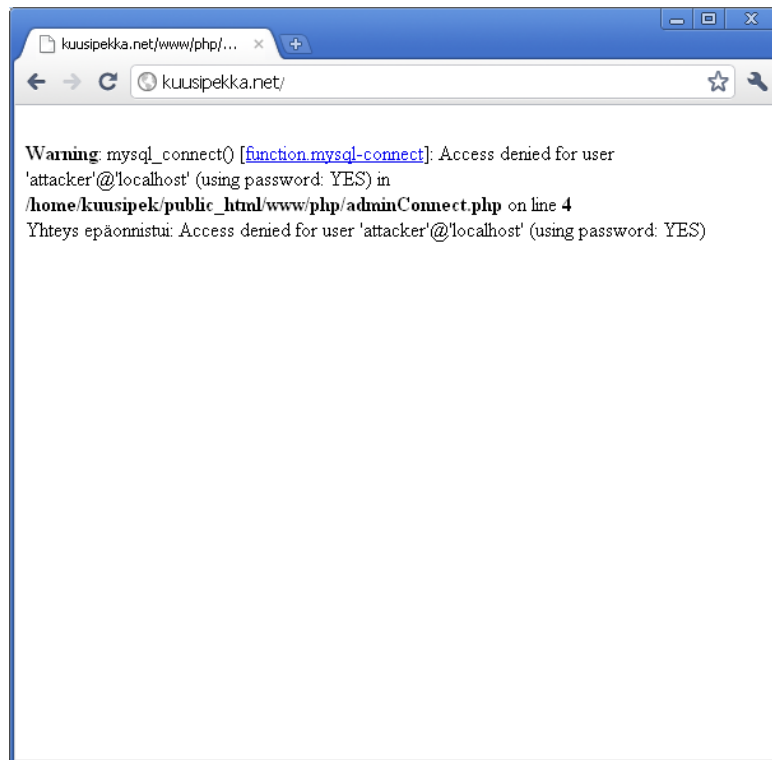 kuusipekka.net/www/php/...
kuusipekka.net/
Warning: mysql_connect() [function.mysql-connect]: Access denied for user
'attacker'@'localhost' (using password: YES) in
/home/kuusipek/public_html/www/php/adminConnect.php on line 4
Yhteys epäonnistui: Access denied for user 'attacker'@'localhost' (using password: YES)